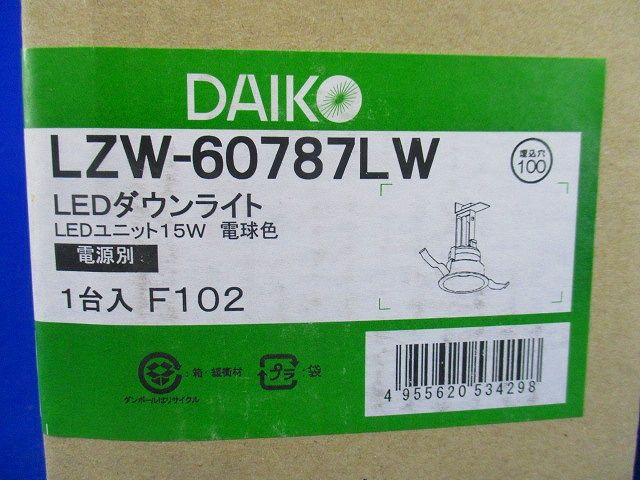 DAIKO
LZW-60787LW
埋込穴
100
LEDダウンライト
LEDユニット15W 電球色
電源別
1台入 F102
:箱・緩衝材
ダンボールはリサイクル
プラ
:袋
4 955620 534298